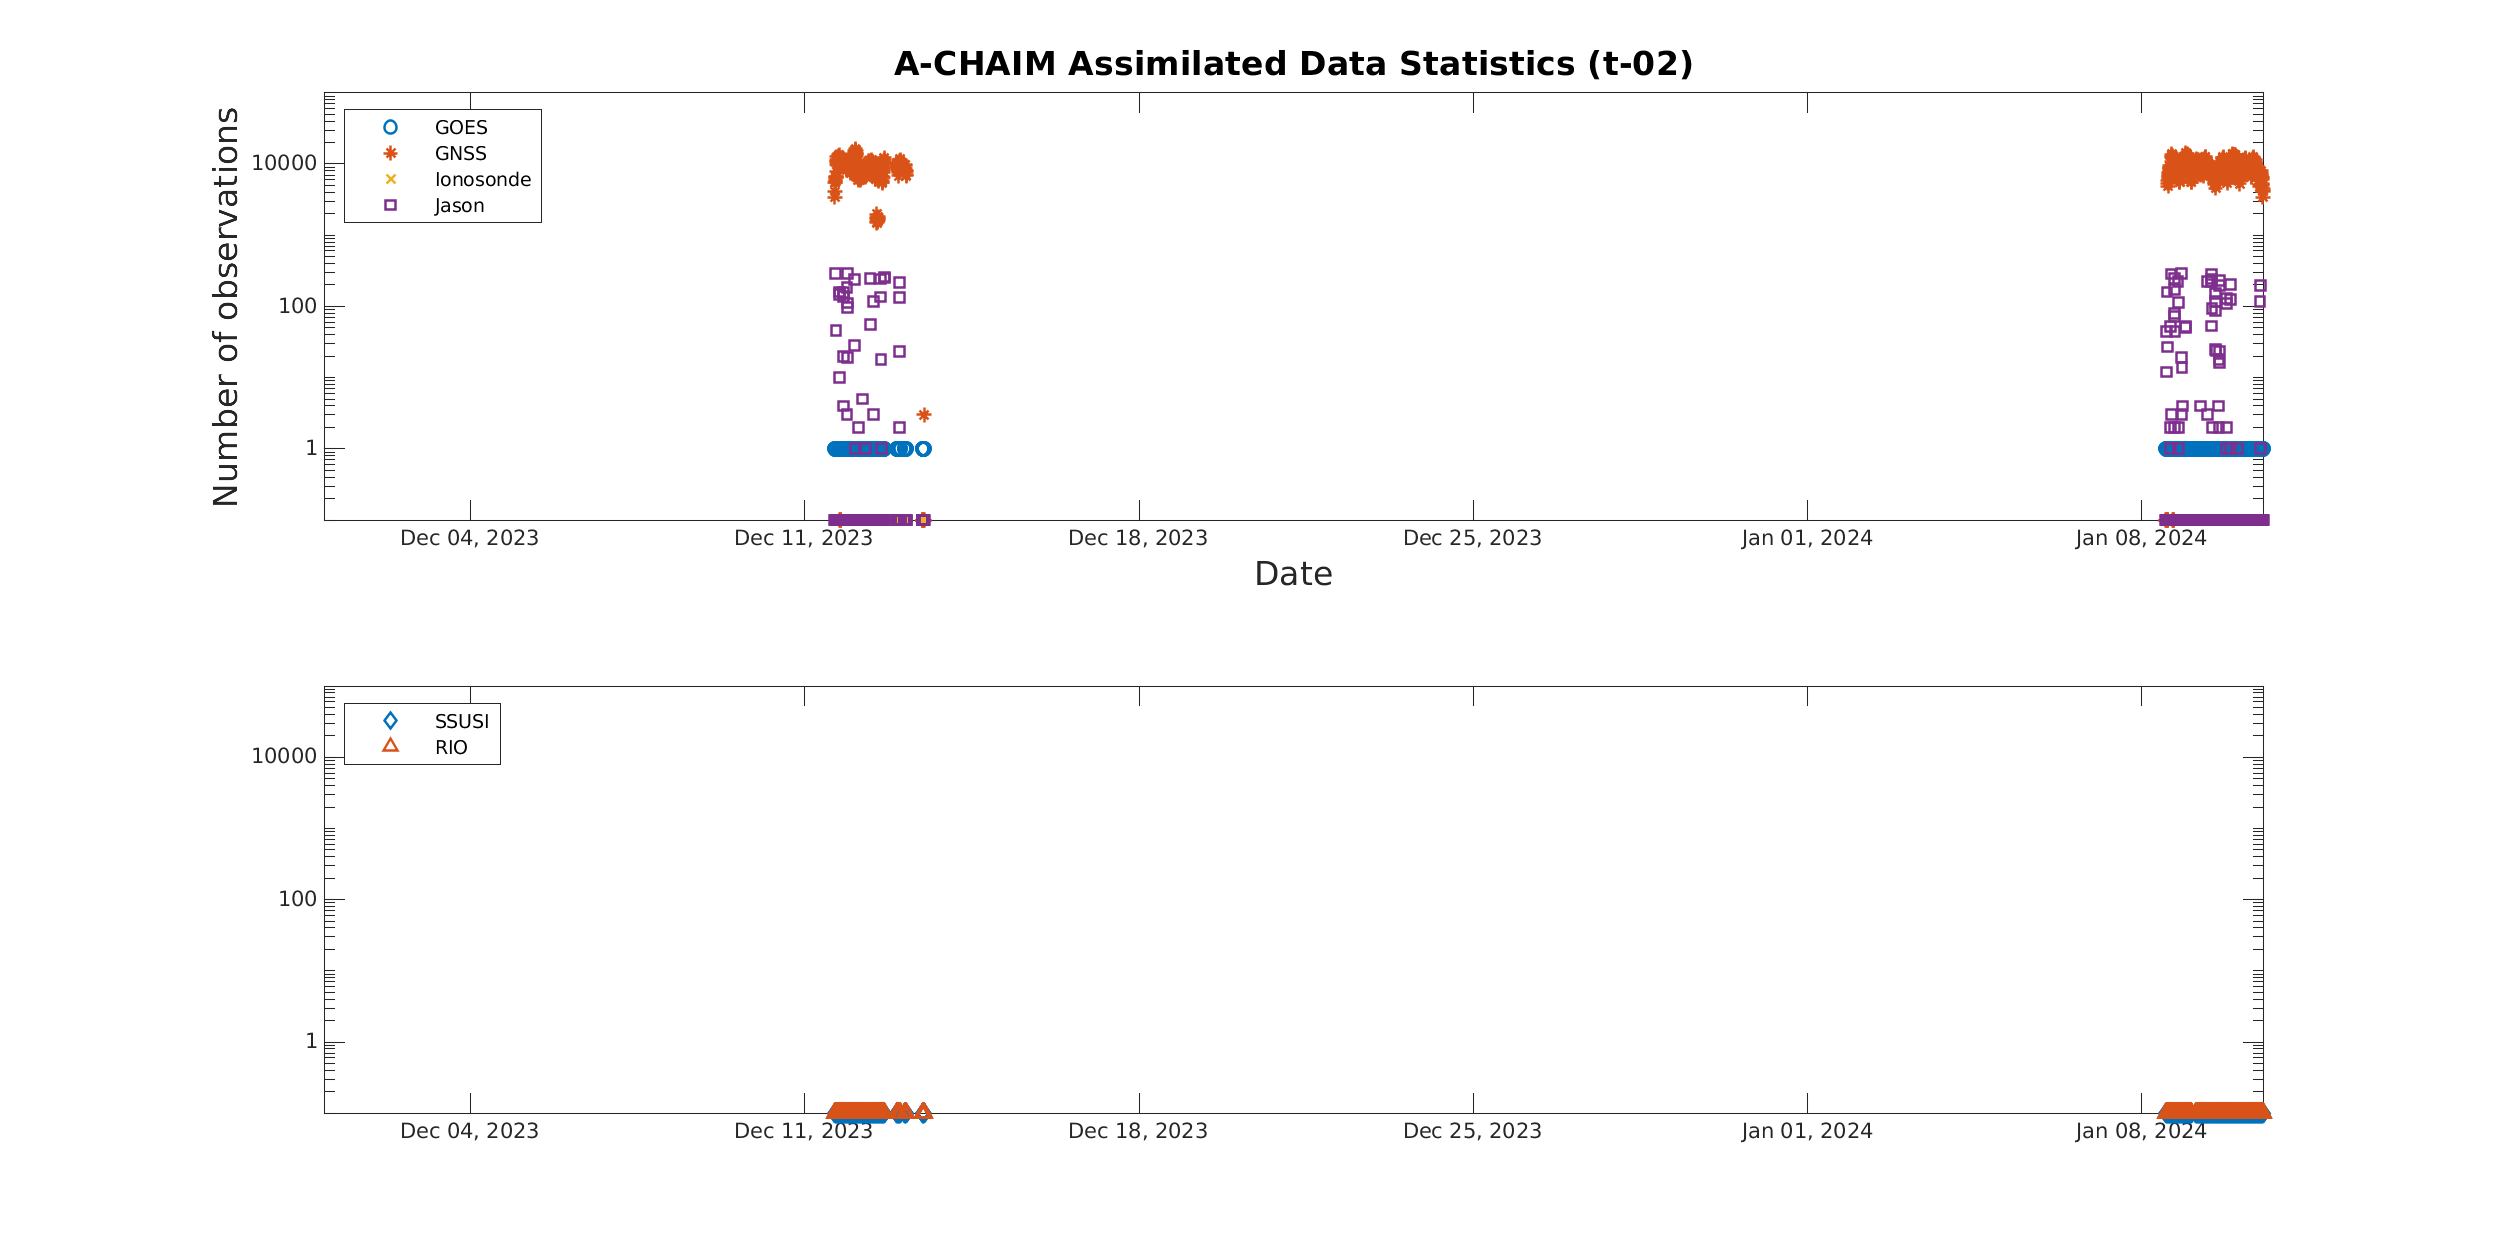 A-CHAIM Assimilated Data Statistics (t-02)
Number of observations
GOES
GNSS
Ionosonde
Jason
10000
100
1
Dec 04, 2023
Dec 11, 2023
Dec 18, 2023
Dec 25, 2023
Jan 01, 2024
Jan 08, 2024
Date
SSUSI
RIO
10000
100
1
Dec 04, 2023
Dec 11, 2023
Dec 18, 2023
Dec 25, 2023
Jan 01, 2024
Jan 08, 2024